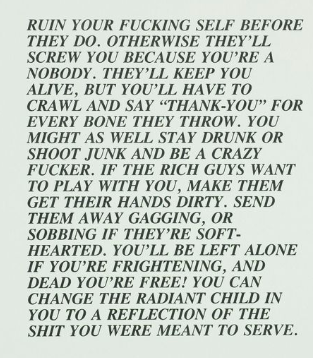 RUIN YOUR FUCKING SELF BEFORE
THEY DO. OTHERWISE THEY'LL
SCREW YOU BECAUSE YOU'RE A
NOBODY. THEY'LL KEEP YOU
ALIVE, BUT YOU'LL HAVE TO
CRAWL AND SAY “THANK-YOU” FOR
EVERY BONE THEY THROW. YOU
MIGHT AS WELL STAY DRUNK OR
SHOOT JUNK AND BE A CRAZY
FUCKER. IF THE RICH GUYS WANT
TO PLAY WITH YOU, MAKE THEM
GET THEIR HANDS DIRTY. SEND
THEM AWAY GAGGING, OR
SOBBING IF THEY'RE SOFT-
HEARTED. YOU'LL BE LEFT ALONE
IF YOU'RE FRIGHTENING, AND
DEAD YOU'RE FREE! YOU CAN
CHANGE THE RADIANT CHILD IN
YOU TO A REFLECTION OF THE
SHIT YOU WERE MEANT TO SERVE.